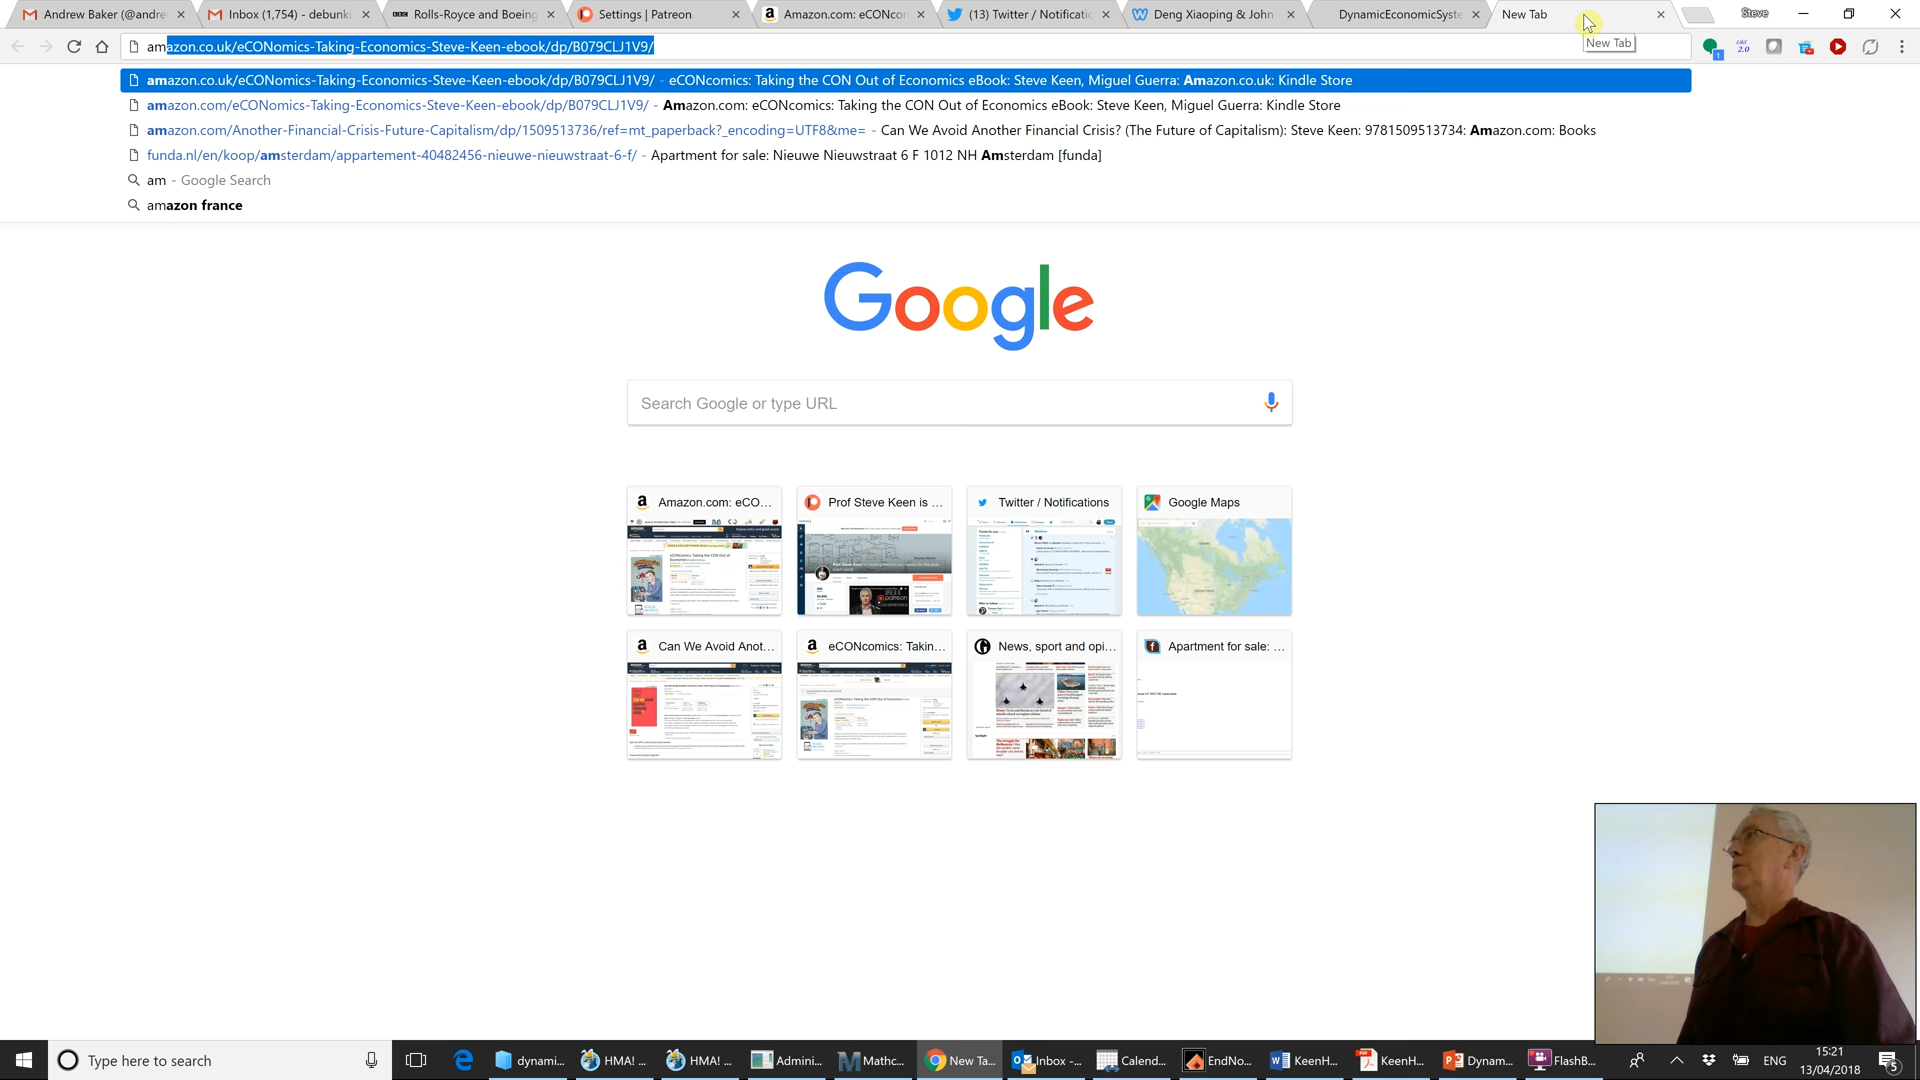 Andrew Baker (@andre
Inbox (1,754) - debunki
Rolls-Royce and Boeing
Settings | Patreon
Amazon.com: eCONcon
(13) Twitter / Notificatic
Deng Xiaoping & John
DynamicEconomicSyste
New Tab
Steve
amazon.co.uk/eCONomics-Taking-Economics-Steve-Keen-ebook/dp/B079CLJ1V9/
New Tab
amazon.co.uk/eCONomics-Taking-Economics-Steve-Keen-ebook/dp/B079CLJ1V9/ - eCONcomics: Taking the CON Out of Economics eBook: Steve Keen, Miguel Guerra: Amazon.co.uk: Kindle Store
amazon.com/eCONomics-Taking-Economics-Steve-Keen-ebook/dp/B079CLJ1V9/ - Amazon.com: eCONcomics: Taking the CON Out of Economics eBook: Steve Keen, Miguel Guerra: Kindle Store
amazon.com/Another-Financial-Crisis-Future-Capitalism/dp/1509513736/ref=mt_paperback?_encoding=UTF8&me= - Can We Avoid Another Financial Crisis? (The Future of Capitalism): Steve Keen: 9781509513734: Amazon.com: Books
funda.nl/en/koop/amsterdam/appartement-40482456-nieuwe-nieuwstraat-6-f/ - Apartment for sale: Nieuwe Nieuwstraat 6 F 1012 NH Amsterdam [funda]
am - Google Search
amazon france
Google
Search Google or type URL
Amazon.com: eCO...
Prof Steve Keen is ...
Twitter / Notifications
Google Maps
Can We Avoid Anot...
eCONcomics: Takin...
News, sport and opi...
Apartment for sale: ...
Type here to search
dynami...
HMA! ...
HMA! ...
Admini...
Mathc...
New Ta...
Inbox -...
Calend...
EndNo...
KeenH...
KeenH...
Dynam...
FlashB...
ENG
15:21
13/04/2018
5